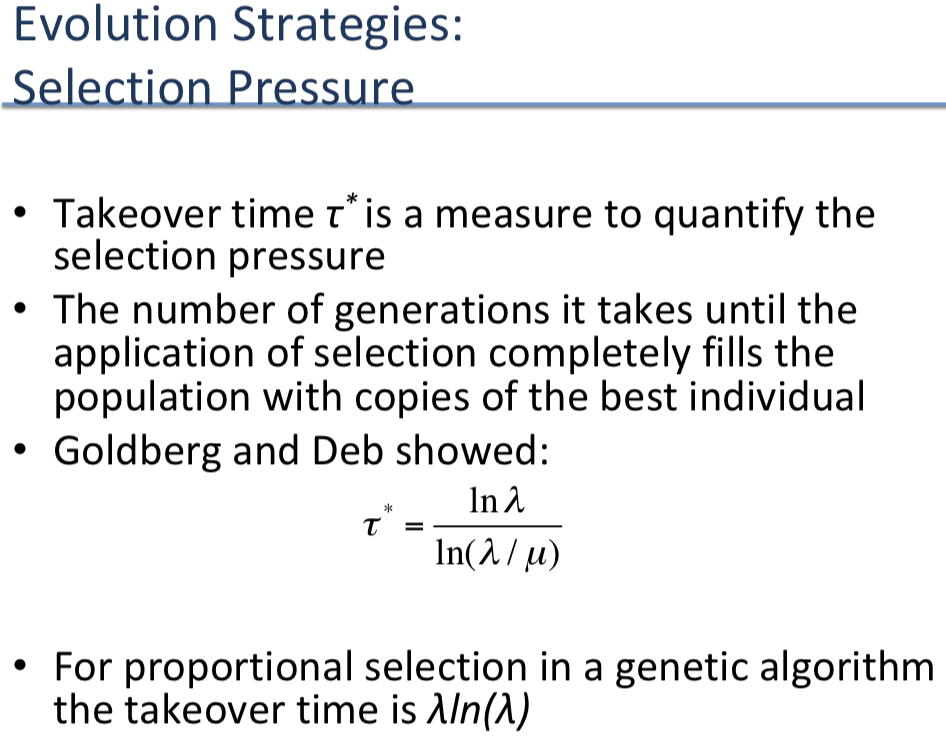 Evolution Strategies:
Selection Pressure
• Takeover time τ* is a measure to quantify the
selection pressure
• The number of generations it takes until the
application of selection completely fills the
population with copies of the best individual
• Goldberg and Deb showed:
τ* = ln λ / ln(λ / μ)
• For proportional selection in a genetic algorithm
the takeover time is λln(λ)